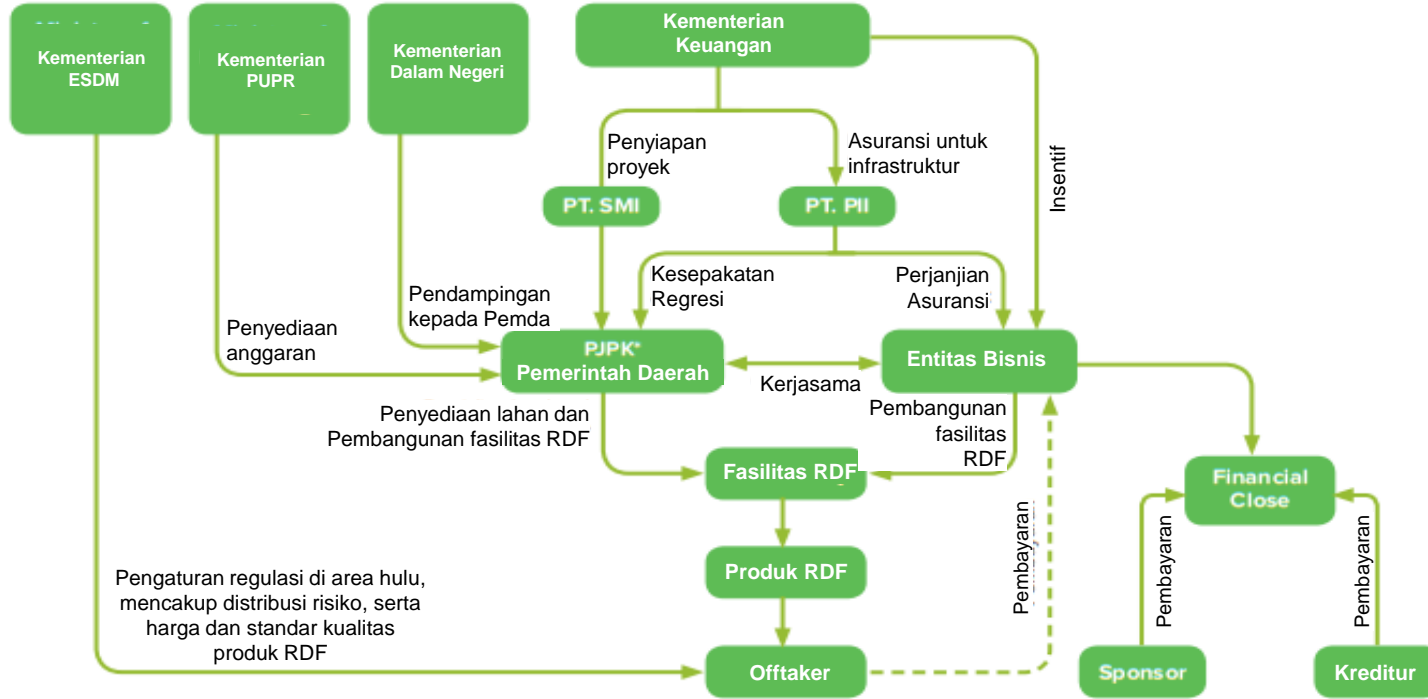 Kementerian
ESDM
Kementerian
PUPR
Kementerian
Dalam Negeri
Kementerian
Keuangan
Penyiapan
proyek
Asuransi untuk
infrastruktur
Insentif
PT. SMI
PT. PII
Kesepakatan
Regresi
Perjanjian
Asuransi
Pendampingan
kepada Pemda
Penyediaan
anggaran
PJPK*
Pemerintah Daerah
Kerjasama
Entitas Bisnis
Penyediaan lahan dan
Pembangunan fasilitas RDF
Pembangunan
fasilitas
RDF
Fasilitas RDF
Financial
Close
Pembayaran
Pembayaran
Pembayaran
Produk RDF
Pengaturan regulasi di area hulu,
mencakup distribusi risiko, serta
harga dan standar kualitas
produk RDF
Offtaker
Sponsor
Kreditur